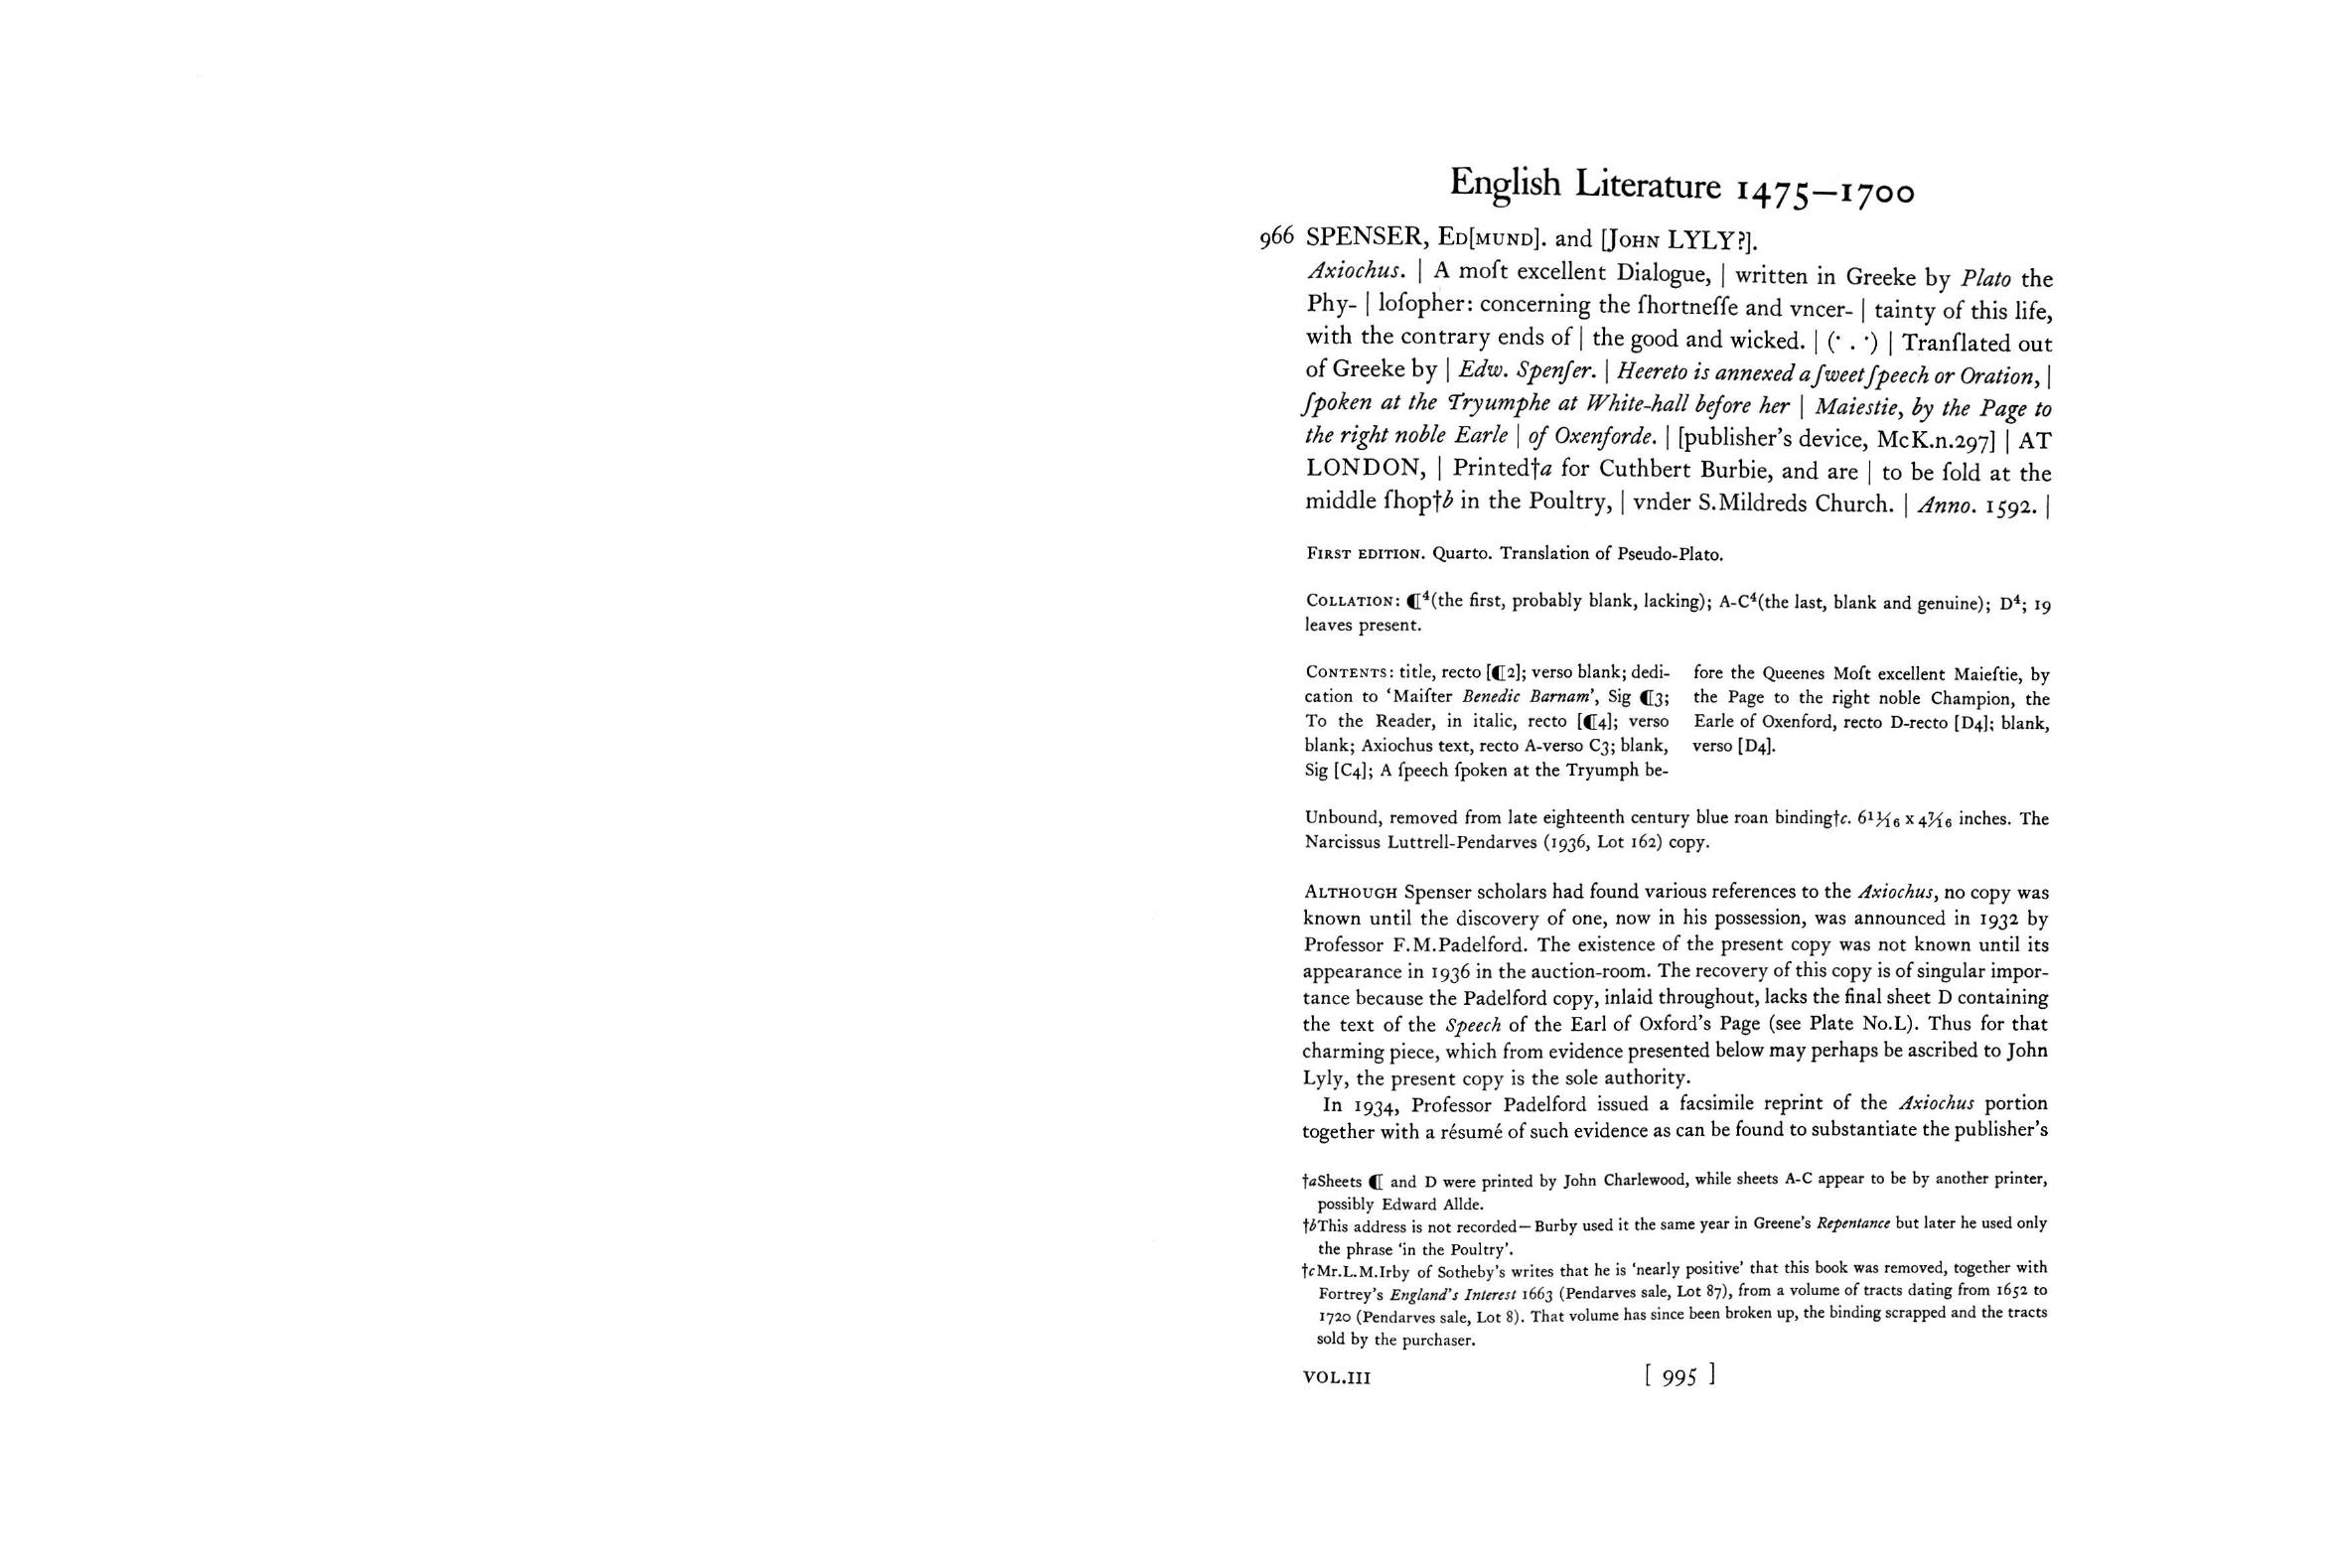 English Literature 1475—1700
966 SPENSER, ED[MUND]. and [JOHN LYLY?].
Axiochus. | A moſt excellent Dialogue, | written in Greeke by Plato the
Phy- | loſopher: concerning the ſhortneſſe and vncer- | tainty of this life,
with the contrary ends of | the good and wicked. | (· . ·) | Tranſlated out
of Greeke by | Edw. Spenſer. | Heereto is annexed a ſweet ſpeech or Oration, |
ſpoken at the Tryumphe at White-hall before her | Maiestie, by the Page to
the right noble Earle | of Oxenforde. | [publisher's device, McK.n.297] | AT
LONDON, | Printed†a for Cuthbert Burbie, and are | to be ſold at the
middle ſhop†b in the Poultry, | vnder S.Mildreds Church. | Anno. 1592. |
FIRST EDITION. Quarto. Translation of Pseudo-Plato.
COLLATION: ¶⁴(the first, probably blank, lacking); A-C⁴(the last, blank and genuine); D⁴; 19
leaves present.
CONTENTS: title, recto [¶2]; verso blank; dedi-
cation to 'Maiſter Benedic Barnam', Sig ¶3;
To the Reader, in italic, recto [¶4]; verso
blank; Axiochus text, recto A-verso C3; blank,
Sig [C4]; A ſpeech ſpoken at the Tryumph be-
fore the Queenes Moſt excellent Maieſtie, by
the Page to the right noble Champion, the
Earle of Oxenford, recto D-recto [D4]; blank,
verso [D4].
Unbound, removed from late eighteenth century blue roan binding†c. 6 11/16 x 4 7/16 inches. The
Narcissus Luttrell-Pendarves (1936, Lot 162) copy.
ALTHOUGH Spenser scholars had found various references to the Axiochus, no copy was
known until the discovery of one, now in his possession, was announced in 1932 by
Professor F.M.Padelford. The existence of the present copy was not known until its
appearance in 1936 in the auction-room. The recovery of this copy is of singular impor-
tance because the Padelford copy, inlaid throughout, lacks the final sheet D containing
the text of the Speech of the Earl of Oxford's Page (see Plate No.L). Thus for that
charming piece, which from evidence presented below may perhaps be ascribed to John
Lyly, the present copy is the sole authority.
In 1934, Professor Padelford issued a facsimile reprint of the Axiochus portion
together with a résumé of such evidence as can be found to substantiate the publisher's
†aSheets ¶ and D were printed by John Charlewood, while sheets A-C appear to be by another printer,
possibly Edward Allde.
†bThis address is not recorded—Burby used it the same year in Greene's Repentance but later he used only
the phrase 'in the Poultry'.
†cMr.L.M.Irby of Sotheby's writes that he is 'nearly positive' that this book was removed, together with
Fortrey's England's Interest 1663 (Pendarves sale, Lot 87), from a volume of tracts dating from 1652 to
1720 (Pendarves sale, Lot 8). That volume has since been broken up, the binding scrapped and the tracts
sold by the purchaser.
VOL.III [ 995 ]